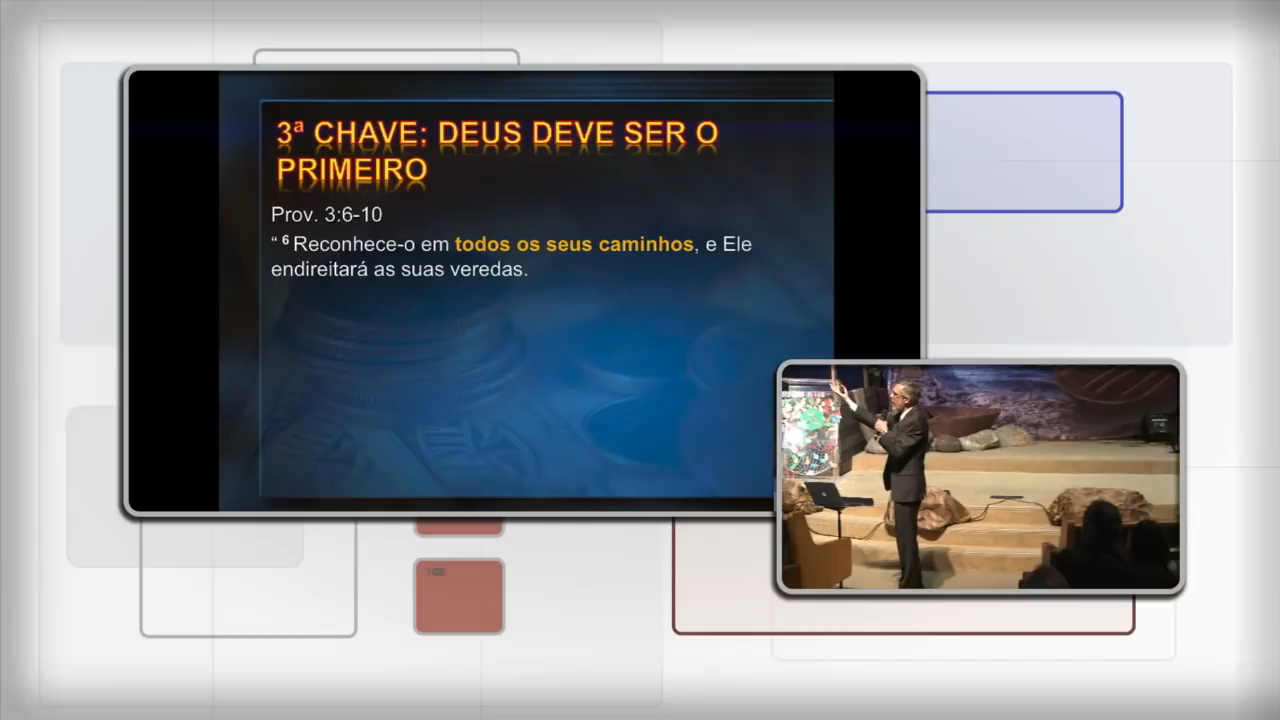 3ª CHAVE: DEUS DEVE SER O
PRIMEIRO
Prov. 3:6-10
“ ⁶ Reconhece-o em todos os seus caminhos, e Ele
endireitará as suas veredas.